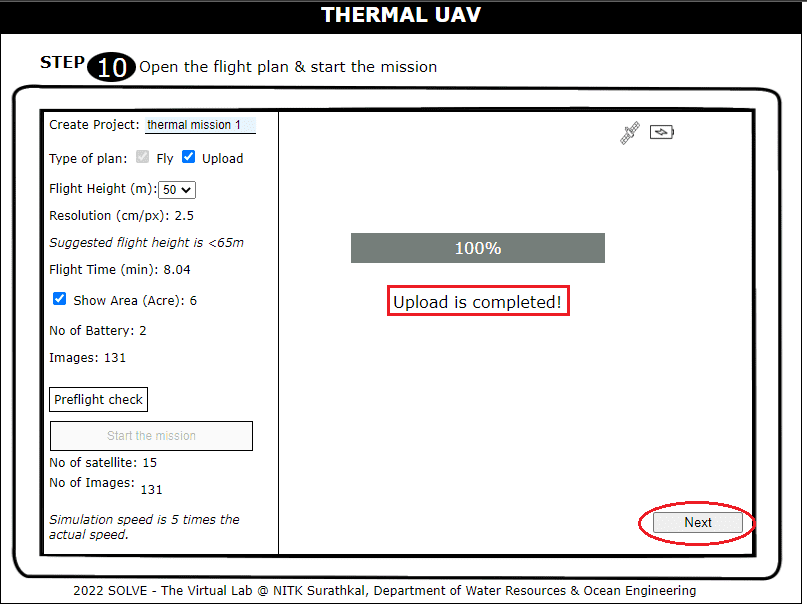 THERMAL UAV
STEP 10 Open the flight plan & start the mission
Create Project: thermal mission 1
Type of plan: Fly Upload
Flight Height (m): 50
Resolution (cm/px): 2.5
Suggested flight height is <65m
Flight Time (min): 8.04
Show Area (Acre): 6
No of Battery: 2
Images: 131
Preflight check
Start the mission
No of satellite: 15
No of Images: 131
Simulation speed is 5 times the
actual speed.
100%
Upload is completed!
Next
2022 SOLVE - The Virtual Lab @ NITK Surathkal, Department of Water Resources & Ocean Engineering